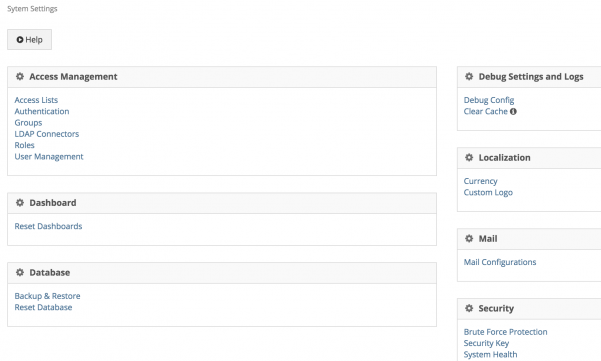 Sytem Settings
Help
Access Management
Access Lists
Authentication
Groups
LDAP Connectors
Roles
User Management
Dashboard
Reset Dashboards
Database
Backup & Restore
Reset Database
Debug Settings and Logs
Debug Config
Clear Cache
Localization
Currency
Custom Logo
Mail
Mail Configurations
Security
Brute Force Protection
Security Key
System Health